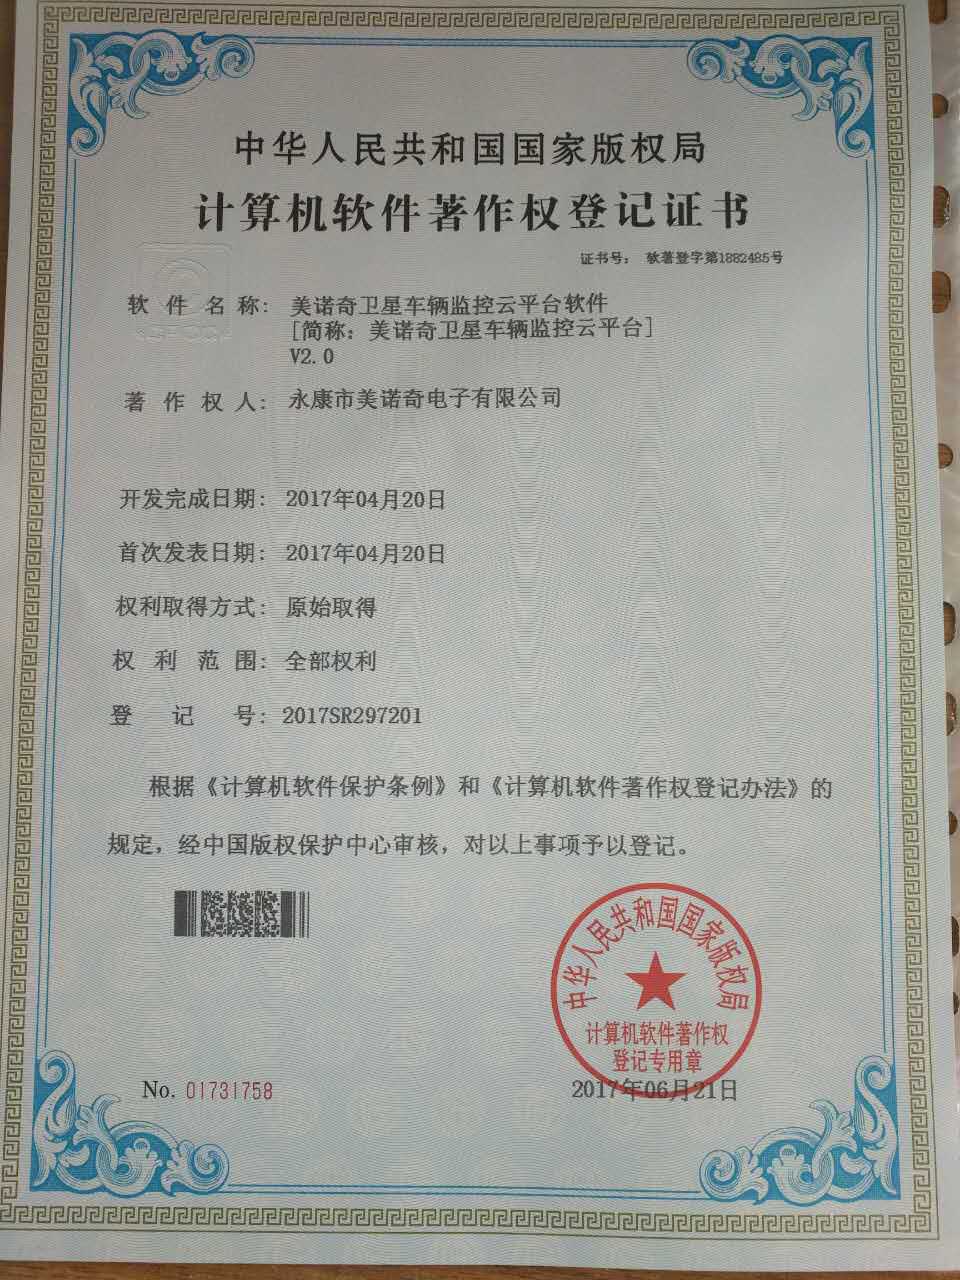 中华人民共和国国家版权局
计算机软件著作权登记证书
证书号： 软著登字第1882485号
软件名称： 美诺奇卫星车辆监控云平台软件
[简称：美诺奇卫星车辆监控云平台]
V2.0
著作权人： 永康市美诺奇电子有限公司
开发完成日期： 2017年04月20日
首次发表日期： 2017年04月20日
权利取得方式： 原始取得
权利范围： 全部权利
登记号： 2017SR297201
根据《计算机软件保护条例》和《计算机软件著作权登记办法》的
规定，经中国版权保护中心审核，对以上事项予以登记。
中华人民共和国国家版权局
计算机软件著作权
登记专用章
No. 01731758
2017年06月21日